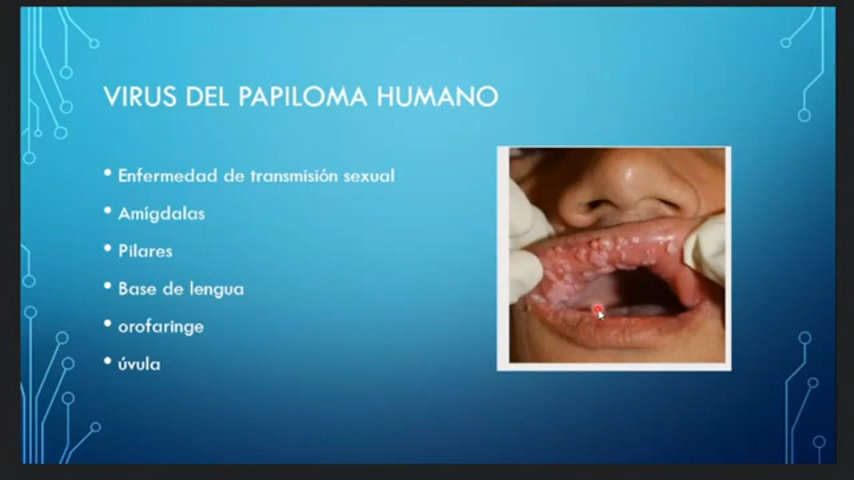 VIRUS DEL PAPILOMA HUMANO
• Enfermedad de transmisión sexual
• Amígdalas
• Pilares
• Base de lengua
• orofaringe
• úvula